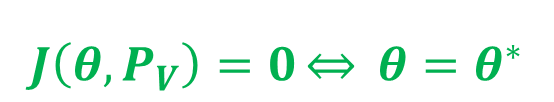 J(θ, P_V) = 0 ⇔ θ = θ*